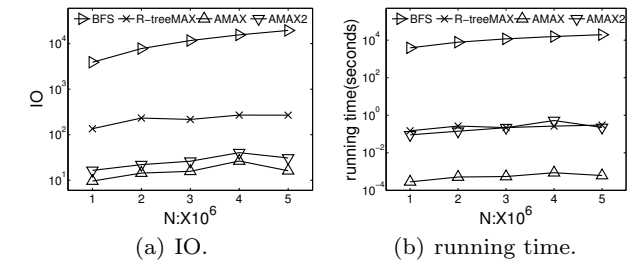 BFS R-treeMAX AMAX AMAX2
10^4
10^3
10^2
10^1
IO
1 2 3 4 5
N:X10^6
(a) IO.
BFS R-treeMAX AMAX AMAX2
10^4
10^2
10^0
10^−2
10^−4
running time(seconds)
1 2 3 4 5
N:X10^6
(b) running time.